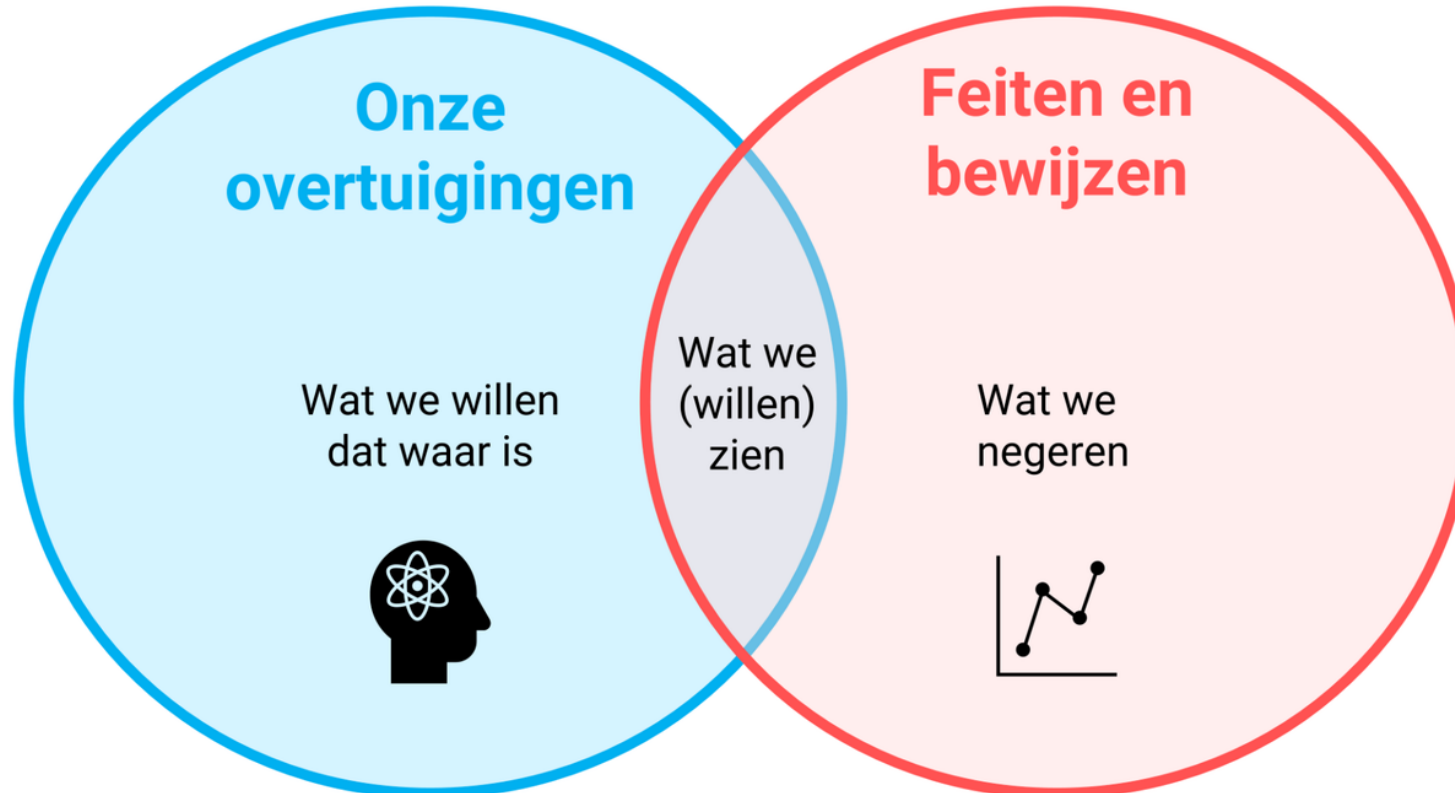 Onze
overtuigingen
Feiten en
bewijzen
Wat we willen
dat waar is
Wat we
(willen)
zien
Wat we
negeren